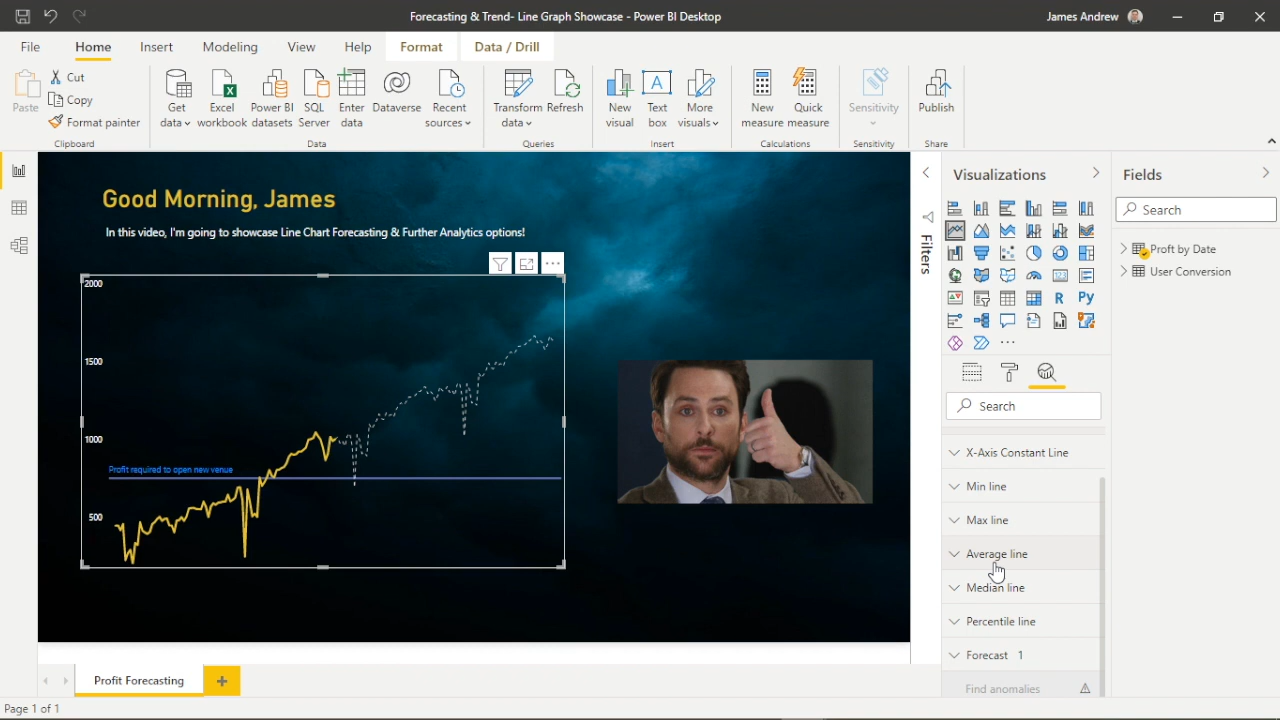 Forecasting & Trend- Line Graph Showcase - Power BI Desktop
James Andrew
File
Home
Insert
Modeling
View
Help
Format
Data / Drill
Paste
Cut
Copy
Format painter
Clipboard
Get data
Excel workbook
Power BI datasets
SQL Server
Enter data
Dataverse
Recent sources
Data
Transform data
Refresh
Queries
New visual
A
Text box
More visuals
Insert
New measure
Quick measure
Calculations
Sensitivity
Sensitivity
Publish
Share
Good Morning, James
In this video, I'm going to showcase Line Chart Forecasting & Further Analytics options!
2000
1500
1000
Profit required to open new venue
500
Filters
Visualizations
123
R
Py
Search
X-Axis Constant Line
Min line
Max line
Average line
Median line
Percentile line
Forecast 1
Find anomalies
Fields
Search
Proft by Date
User Conversion
Profit Forecasting
Page 1 of 1